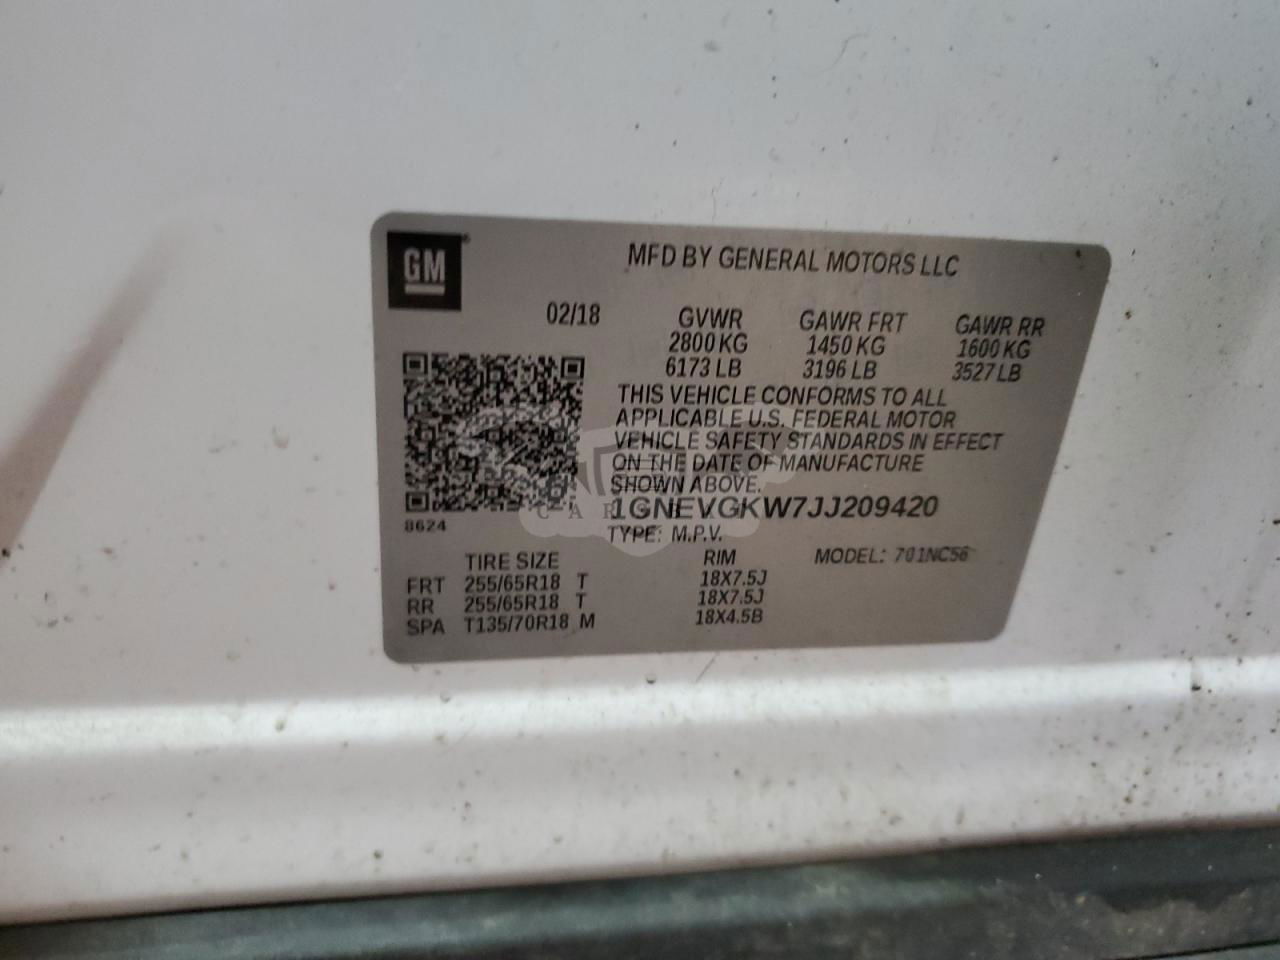 GM
MFD BY GENERAL MOTORS LLC
02/18 GVWR GAWR FRT GAWR RR
2800 KG 1450 KG 1600 KG
6173 LB 3196 LB 3527 LB
THIS VEHICLE CONFORMS TO ALL
APPLICABLE U.S. FEDERAL MOTOR
VEHICLE SAFETY STANDARDS IN EFFECT
ON THE DATE OF MANUFACTURE
SHOWN ABOVE.
1GNEVGKW7JJ209420
8624
TYPE: M.P.V.
TIRE SIZE RIM MODEL: 701NC56
FRT 255/65R18 T 18X7.5J
RR 255/65R18 T 18X7.5J
SPA T135/70R18 M 18X4.5B